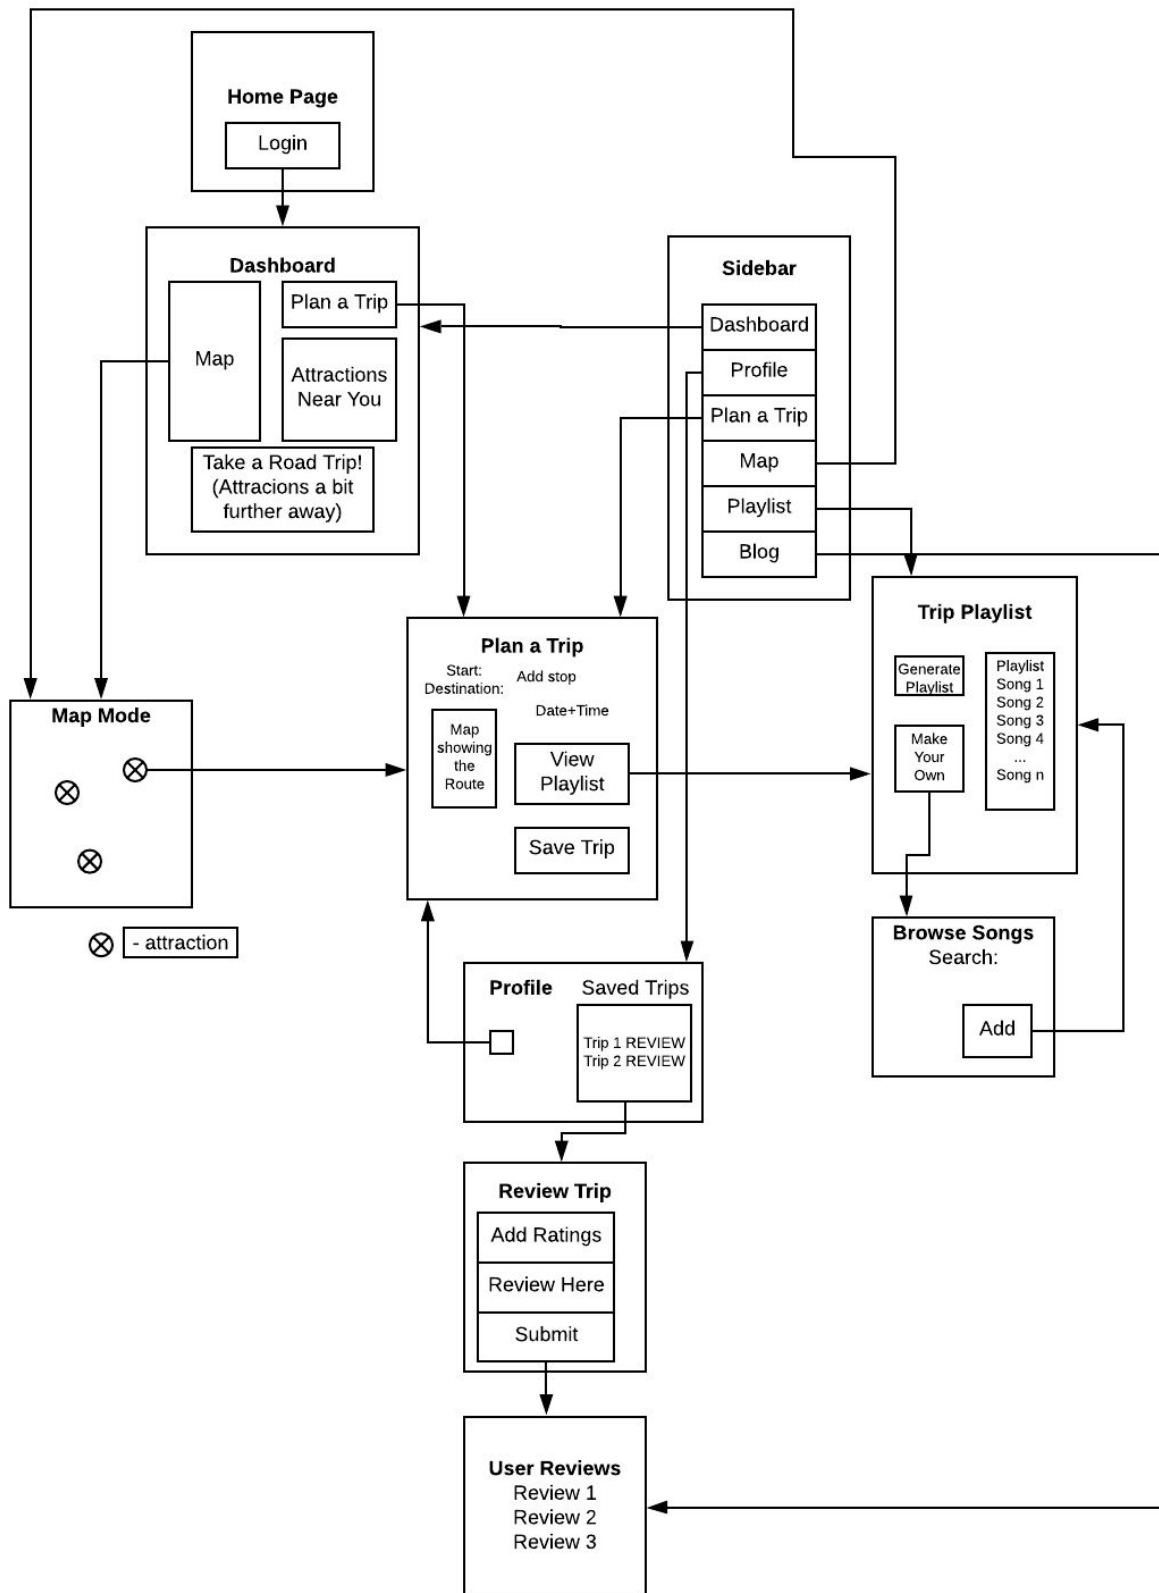 Home Page
Login
Dashboard
Map
Plan a Trip
Attractions
Near You
Take a Road Trip!
(Attracions a bit
further away)
Sidebar
Dashboard
Profile
Plan a Trip
Map
Playlist
Blog
Map Mode
- attraction
Plan a Trip
Start:
Destination:
Add stop
Date+Time
Map
showing
the
Route
View
Playlist
Save Trip
Trip Playlist
Generate
Playlist
Make
Your
Own
Playlist
Song 1
Song 2
Song 3
Song 4
...
Song n
Browse Songs
Search:
Add
Profile
Saved Trips
Trip 1 REVIEW
Trip 2 REVIEW
Review Trip
Add Ratings
Review Here
Submit
User Reviews
Review 1
Review 2
Review 3